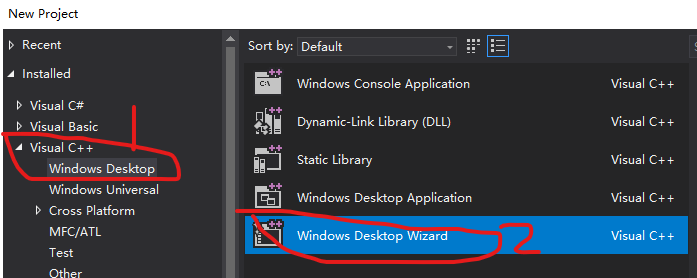 New Project
Recent
Installed
Visual C#
Visual Basic
Visual C++
Windows Desktop
Windows Universal
Cross Platform
MFC/ATL
Test
Other
1
Sort by: Default
Windows Console Application Visual C++
Dynamic-Link Library (DLL) Visual C++
Static Library Visual C++
Windows Desktop Application Visual C++
Windows Desktop Wizard 2 Visual C++